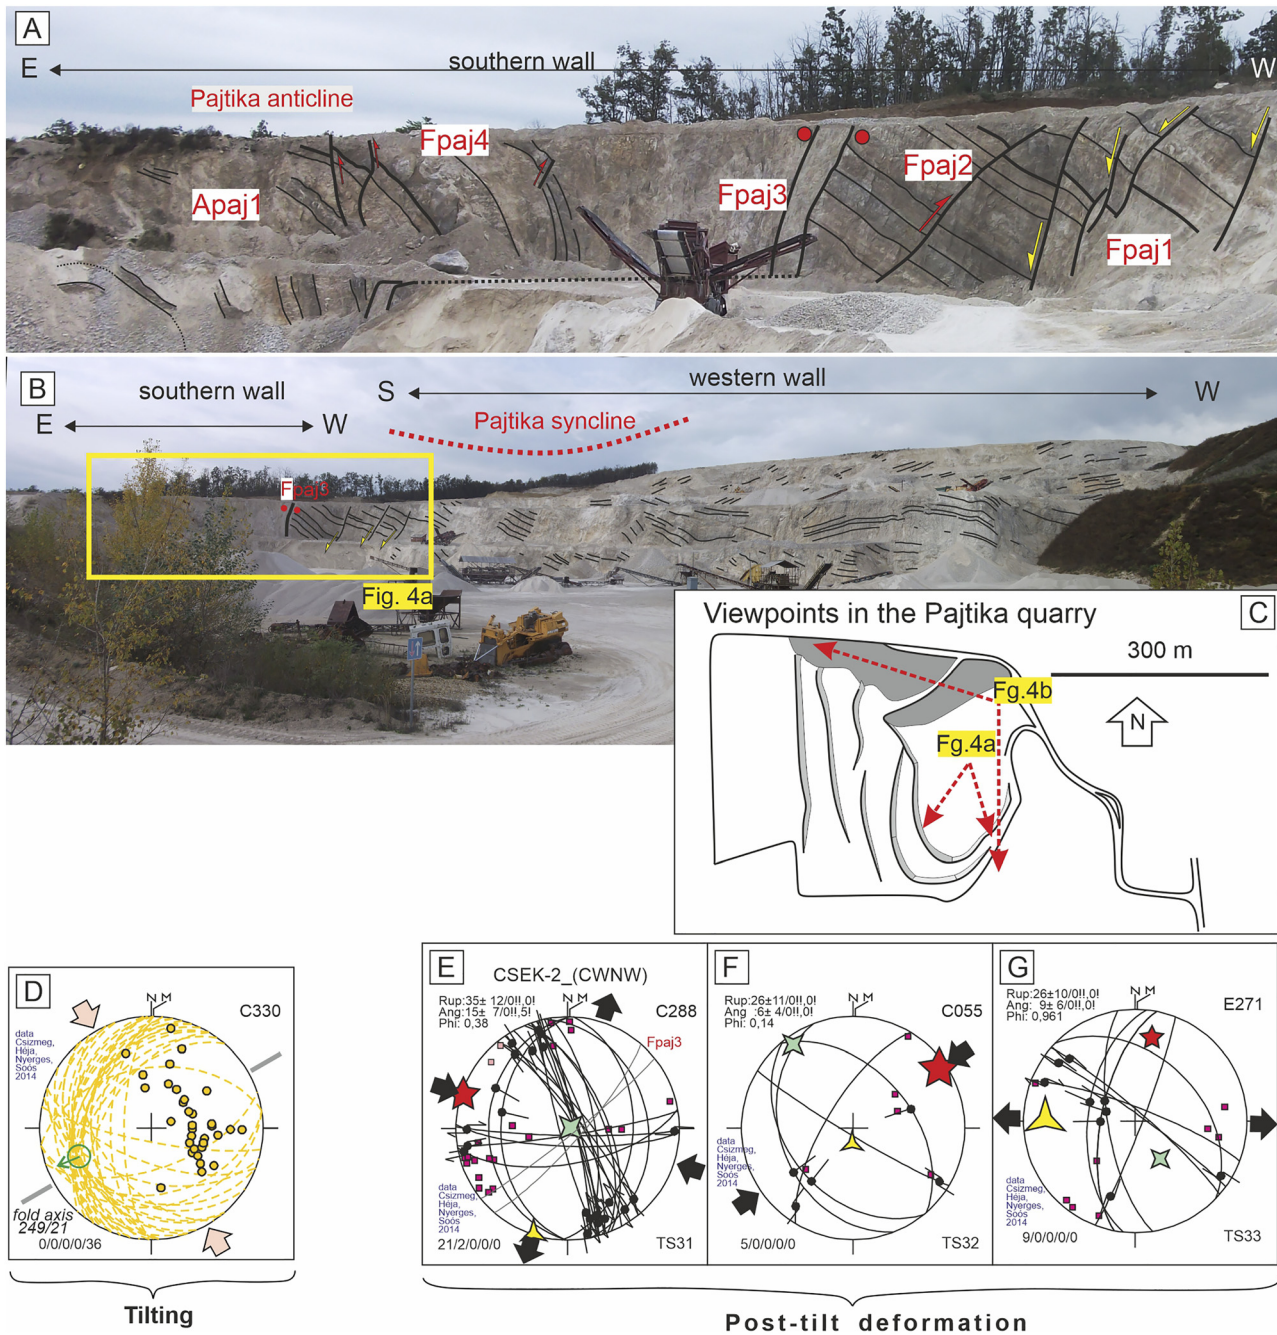 A
E
southern wall
W
Pajtika anticline
Fpaj4
Apaj1
Fpaj3
Fpaj2
Fpaj1
B
southern wall
S
western wall
W
E
W
Pajtika syncline
Fpaj3
Fig. 4a
Viewpoints in the Pajtika quarry
C
300 m
Fg.4b
N
Fg.4a
D
N M
C330
data
Csizmeg,
Héja,
Nyerges,
Soós
2014
fold axis
249/21
0/0/0/0/36
Tilting
E
CSEK-2_(CWNW)
Rup:35± 12/0!!,0!
Ang:15± 7/0!!,5!
Phi: 0,38
N M
C288
Fpaj3
data
Csizmeg,
Héja,
Nyerges,
Soós
2014
21/2/0/0/0
TS31
F
Rup:26±11/0!!,0!
Ang :6± 4/0!!,0!
Phi: 0,14
N M
C055
data
Csizmeg,
Héja,
Nyerges,
Soós
2014
5/0/0/0/0
TS32
G
Rup:26±10/0!!,0!
Ang: 9± 6/0!!,0!
Phi: 0,961
N M
E271
data
Csizmeg,
Héja,
Nyerges,
Soós
2014
9/0/0/0/0
TS33
Post-tilt deformation